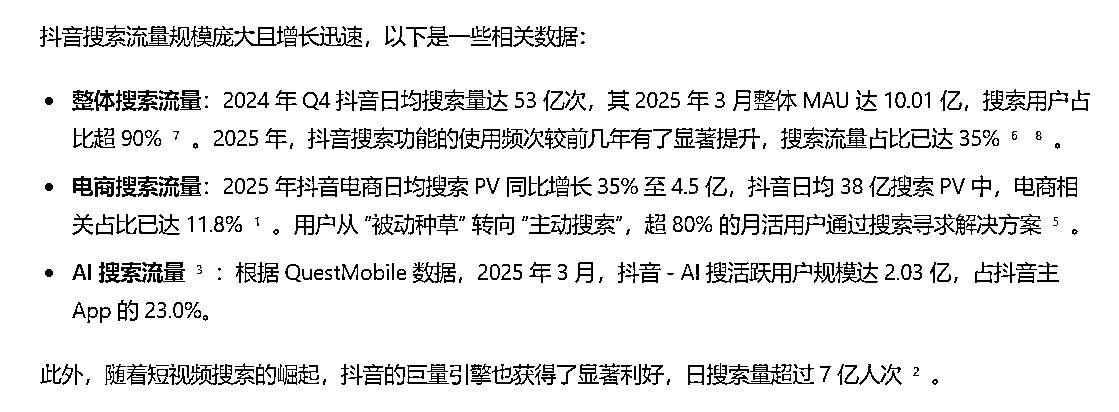 抖音搜索流量规模庞大且增长迅速，以下是一些相关数据：
• 整体搜索流量：2024 年 Q4 抖音日均搜索量达 53 亿次，其 2025 年 3 月整体 MAU 达 10.01 亿，搜索用户占
比超 90% 7 。2025 年，抖音搜索功能的使用频次较前几年有了显著提升，搜索流量占比已达 35% 6 8 。
• 电商搜索流量：2025 年抖音电商日均搜索 PV 同比增长 35% 至 4.5 亿，抖音日均 38 亿搜索 PV 中，电商相
关占比已达 11.8% 1 。用户从 “被动种草” 转向 “主动搜索”，超 80% 的月活用户通过搜索寻求解决方案 5 。
• AI 搜索流量 3 ：根据 QuestMobile 数据，2025 年 3 月，抖音 - AI 搜活跃用户规模达 2.03 亿，占抖音主
App 的 23.0%。
此外，随着短视频搜索的崛起，抖音的巨量引擎也获得了显著利好，日搜索量超过 7 亿人次 2 。